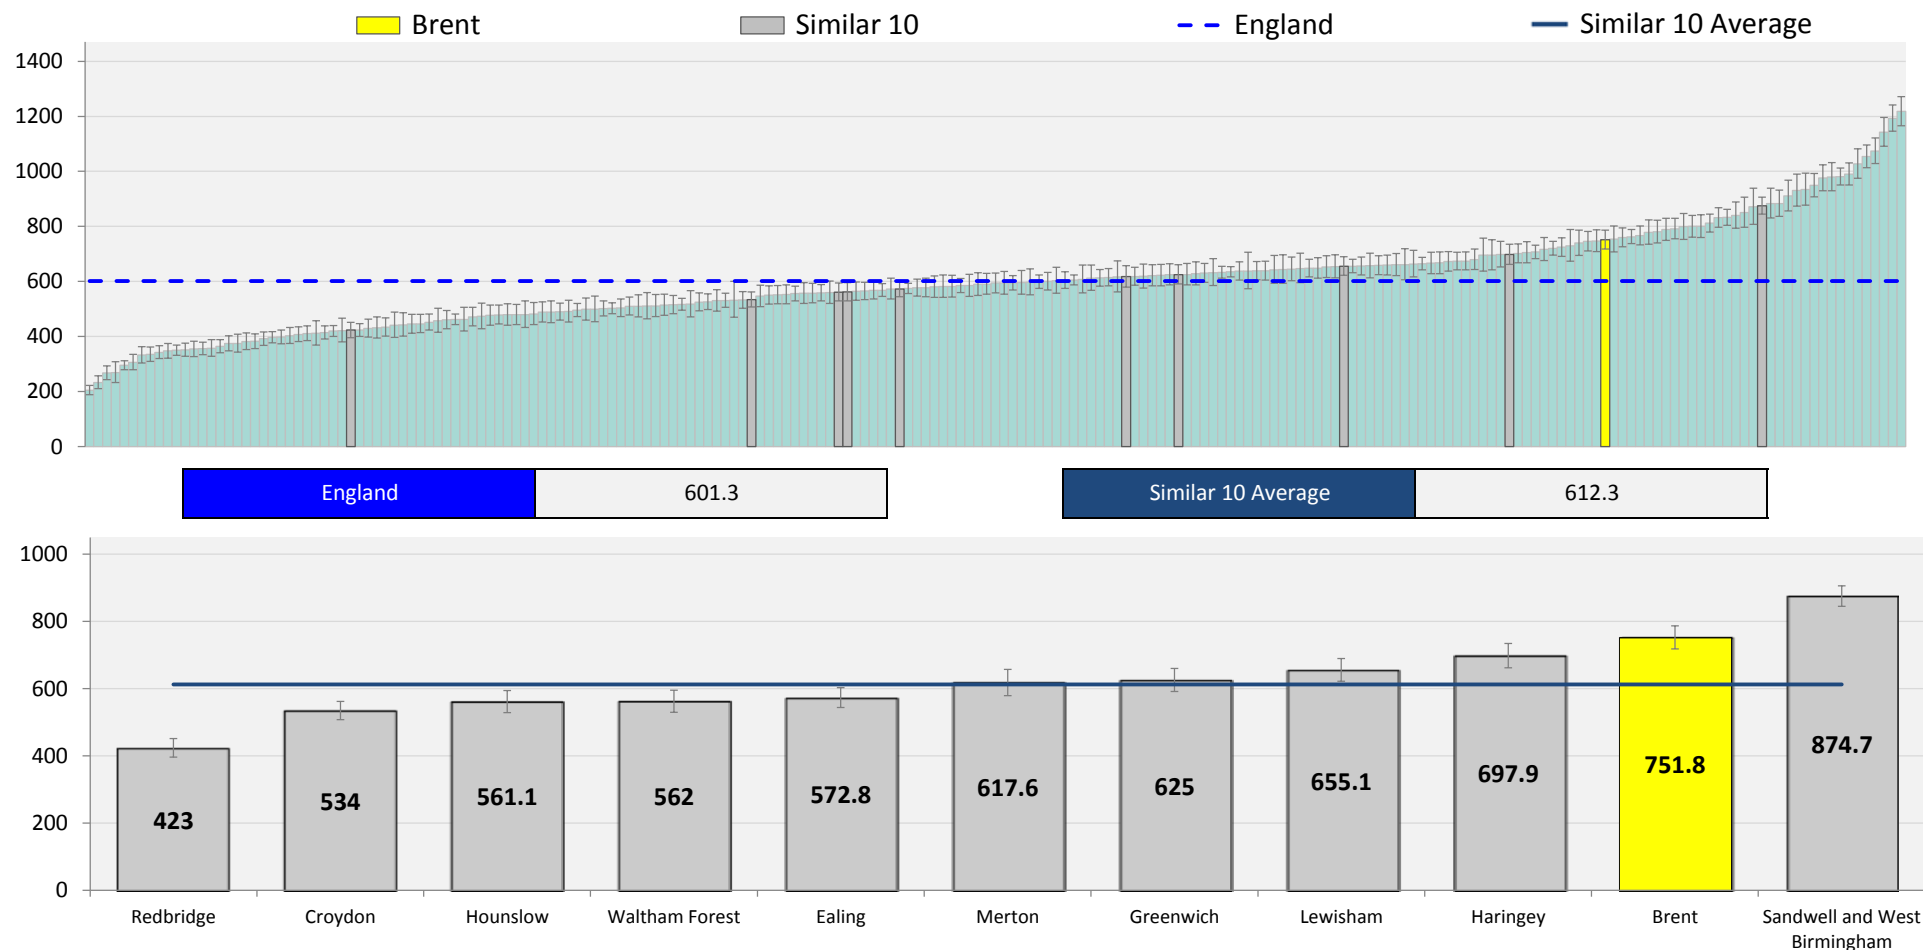 Brent
Similar 10
England
Similar 10 Average
1400
1200
1000
800
600
400
200
0
England 601.3
Similar 10 Average 612.3
1000
800
600
400
200
0
423
534
561.1
562
572.8
617.6
625
655.1
697.9
751.8
874.7
Redbridge
Croydon
Hounslow
Waltham Forest
Ealing
Merton
Greenwich
Lewisham
Haringey
Brent
Sandwell and West
Birmingham